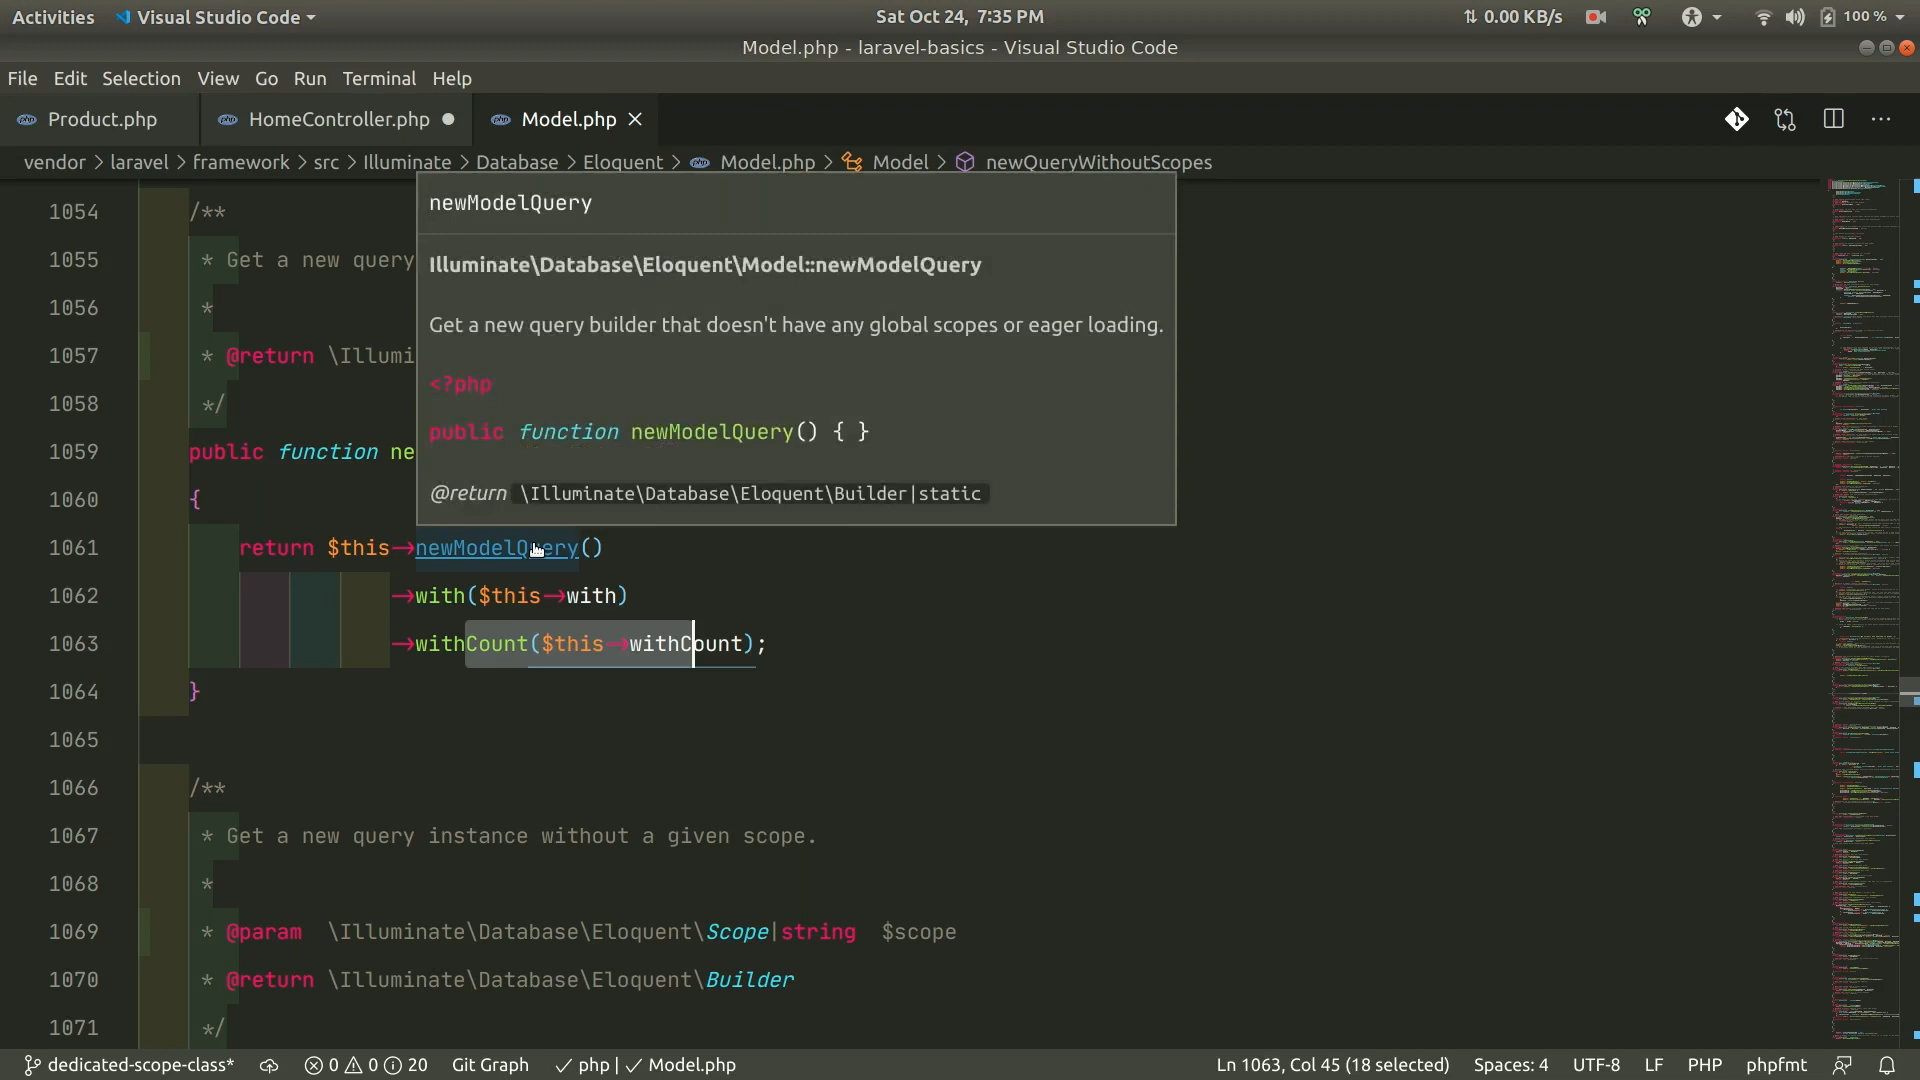 Activities Visual Studio Code Sat Oct 24, 7:35 PM 0.00 KB/s 100 %
Model.php - laravel-basics - Visual Studio Code
File Edit Selection View Go Run Terminal Help
Product.php HomeController.php Model.php
vendor > laravel > framework > src > Illuminate > Database > Eloquent > Model.php > Model > newQueryWithoutScopes
newModelQuery
Illuminate\Database\Eloquent\Model::newModelQuery
Get a new query builder that doesn't have any global scopes or eager loading.
<?php
public function newModelQuery() { }
@return \Illuminate\Database\Eloquent\Builder|static
1054 /**
1055 * Get a new query
1056 *
1057 * @return \Illumi
1058 */
1059 public function ne
1060 {
1061 return $this->newModelQuery()
1062 ->with($this->with)
1063 ->withCount($this->withCount);
1064 }
1065
1066 /**
1067 * Get a new query instance without a given scope.
1068 *
1069 * @param \Illuminate\Database\Eloquent\Scope|string $scope
1070 * @return \Illuminate\Database\Eloquent\Builder
1071 */
dedicated-scope-class* 0 0 20 Git Graph ✓ php | ✓ Model.php Ln 1063, Col 45 (18 selected) Spaces: 4 UTF-8 LF PHP phpfmt